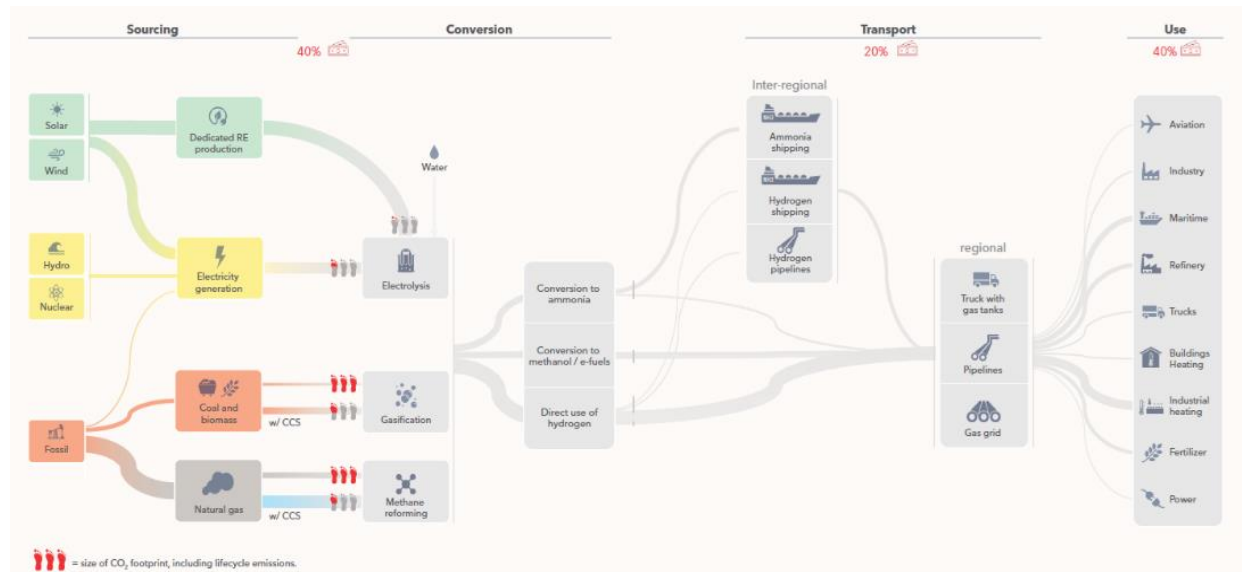 Sourcing
Conversion
Transport
Use
40%
20%
40%
Inter-regional
Solar
Wind
Dedicated RE
production
Water
Ammonia
shipping
Hydrogen
shipping
Hydrogen
pipelines
Hydro
Nuclear
Electricity
generation
Electrolysis
Conversion to
ammonia
Conversion to
methanol / e-fuels
Direct use of
hydrogen
regional
Truck with
gas tanks
Pipelines
Gas grid
Fossil
Coal and
biomass
w/ CCS
Gasification
Natural gas
w/ CCS
Methane
reforming
Aviation
Industry
Maritime
Refinery
Trucks
Buildings
Heating
Industrial
heating
Fertilizer
Power
= size of CO₂ footprint, including lifecycle emissions.